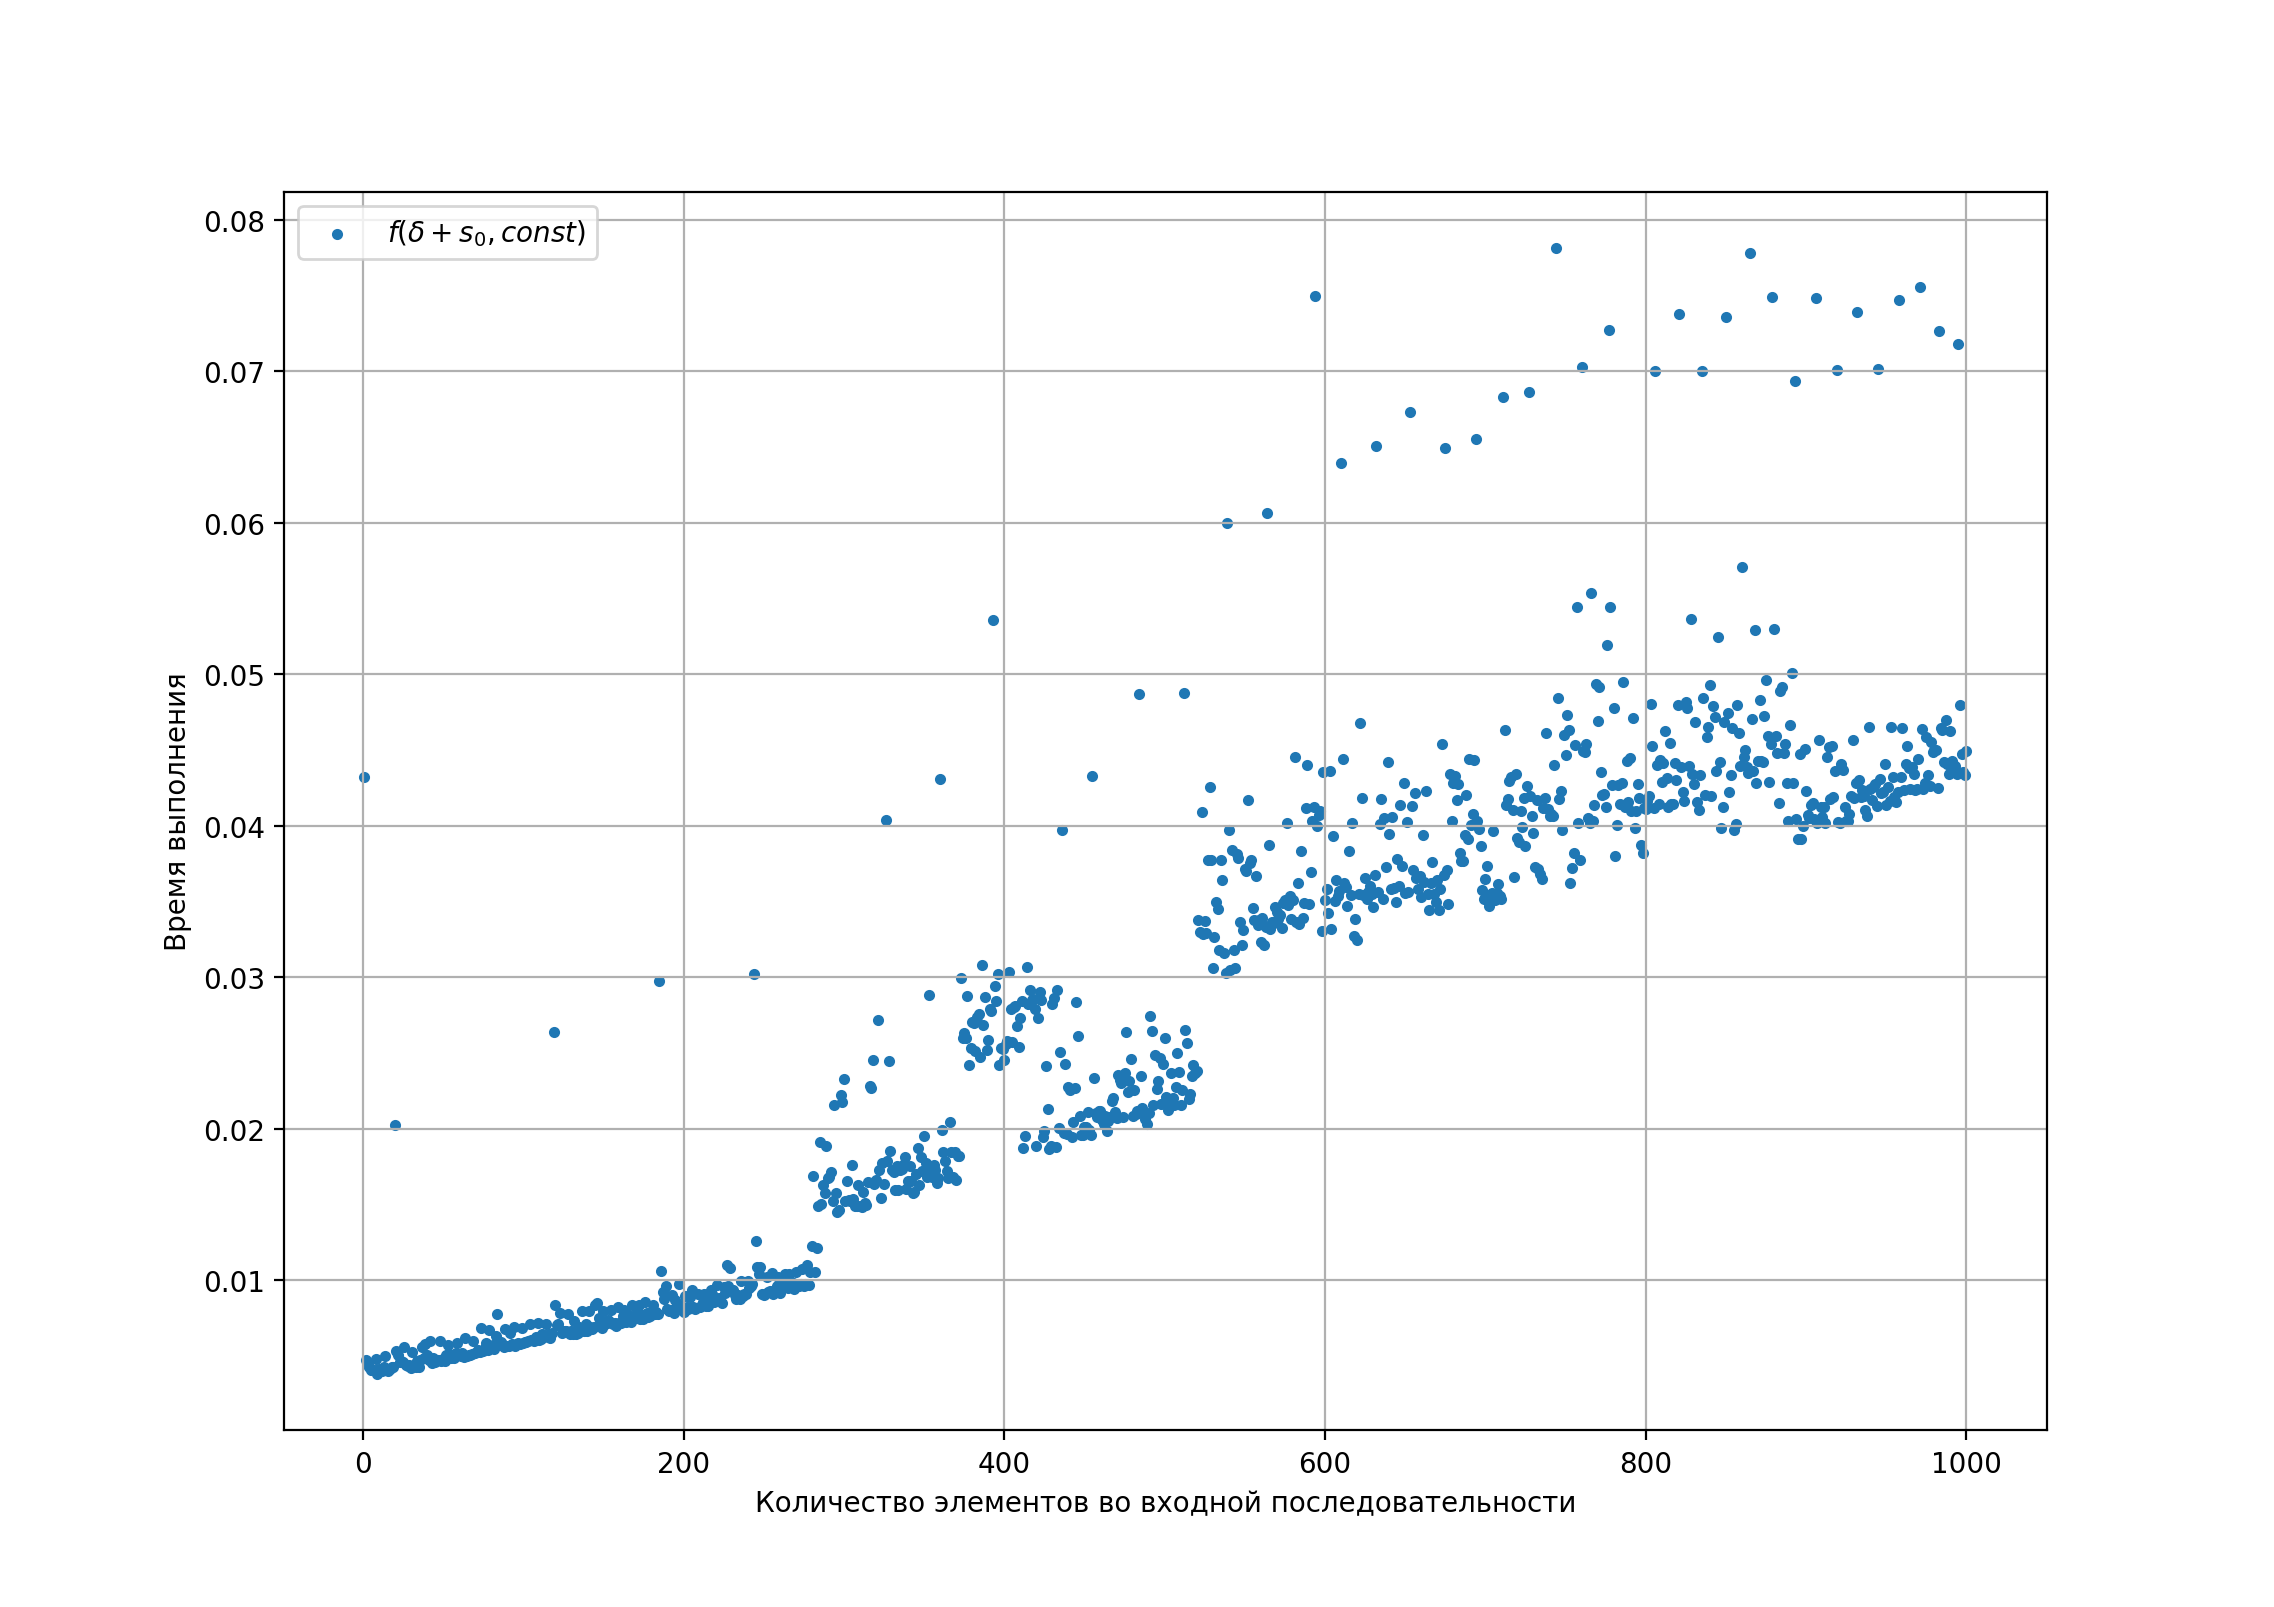 f(δ + s₀, const)
0.08
0.07
0.06
0.05
0.04
0.03
0.02
0.01
Время выполнения
0 200 400 600 800 1000
Количество элементов во входной последовательности